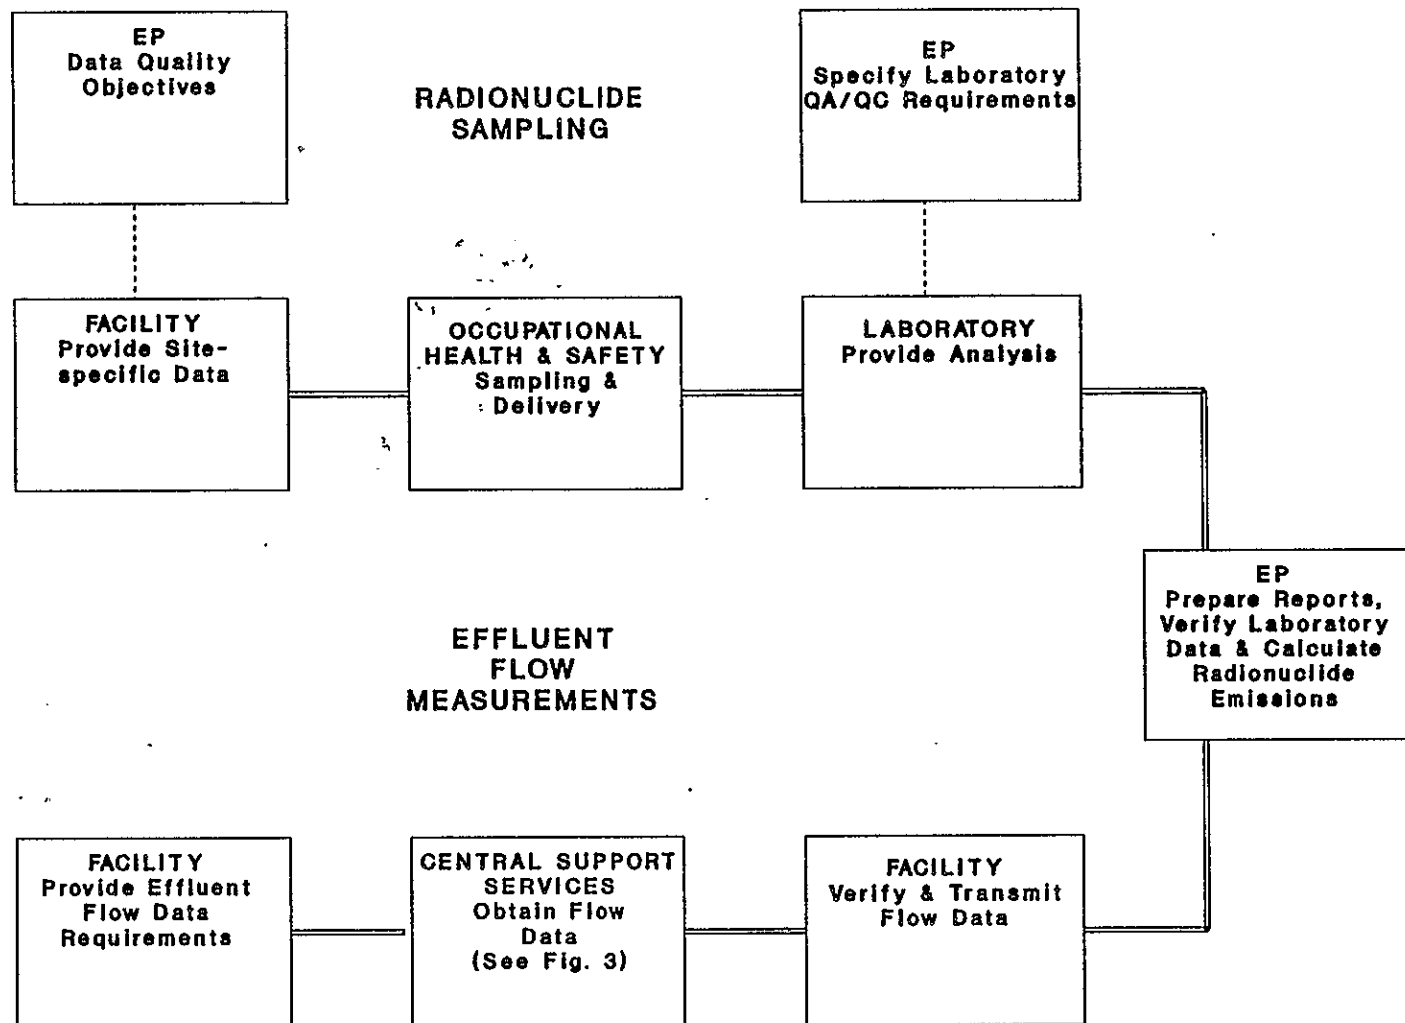 EP
Data Quality
Objectives
RADIONUCLIDE
SAMPLING
EP
Specify Laboratory
QA/QC Requirements
FACILITY
Provide Site-
specific Data
OCCUPATIONAL
HEALTH & SAFETY
Sampling &
Delivery
LABORATORY
Provide Analysis
EP
Prepare Reports,
Verify Laboratory
Data & Calculate
Radionuclide
Emissions
EFFLUENT
FLOW
MEASUREMENTS
FACILITY
Provide Effluent
Flow Data
Requirements
CENTRAL SUPPORT
SERVICES
Obtain Flow
Data
(See Fig. 3)
FACILITY
Verify & Transmit
Flow Data